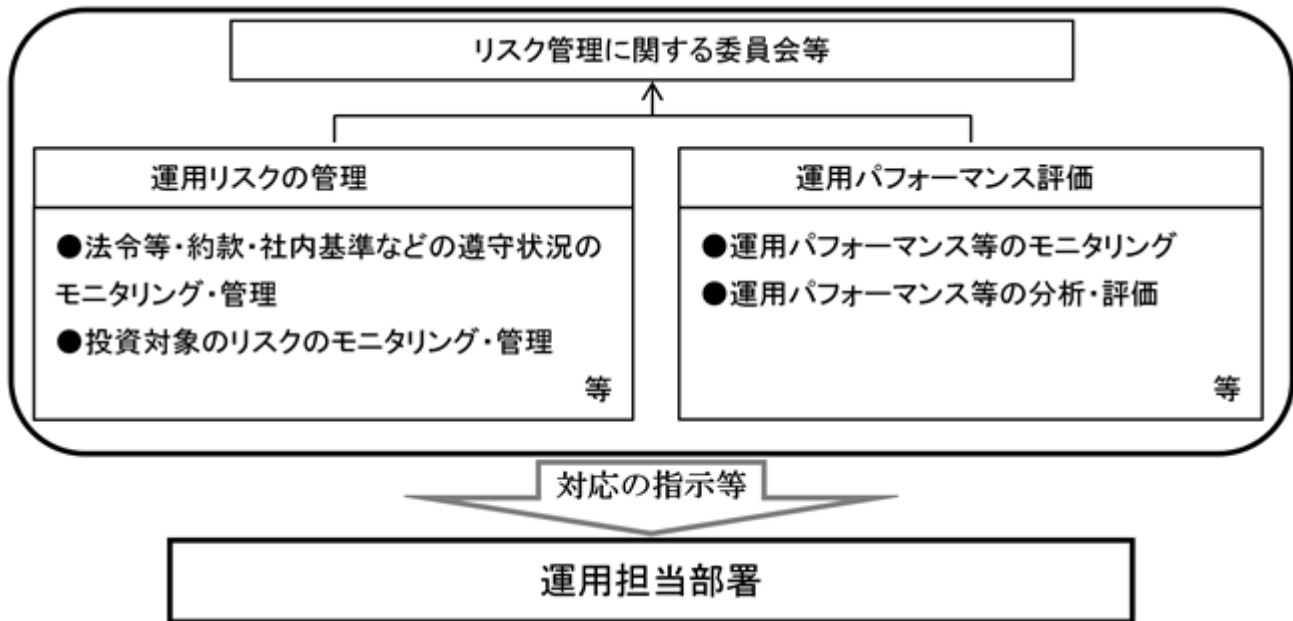 リスク管理に関する委員会等
運用リスクの管理
●法令等・約款・社内基準などの遵守状況の
モニタリング・管理
●投資対象のリスクのモニタリング・管理
等
運用パフォーマンス評価
●運用パフォーマンス等のモニタリング
●運用パフォーマンス等の分析・評価
等
対応の指示等
運用担当部署